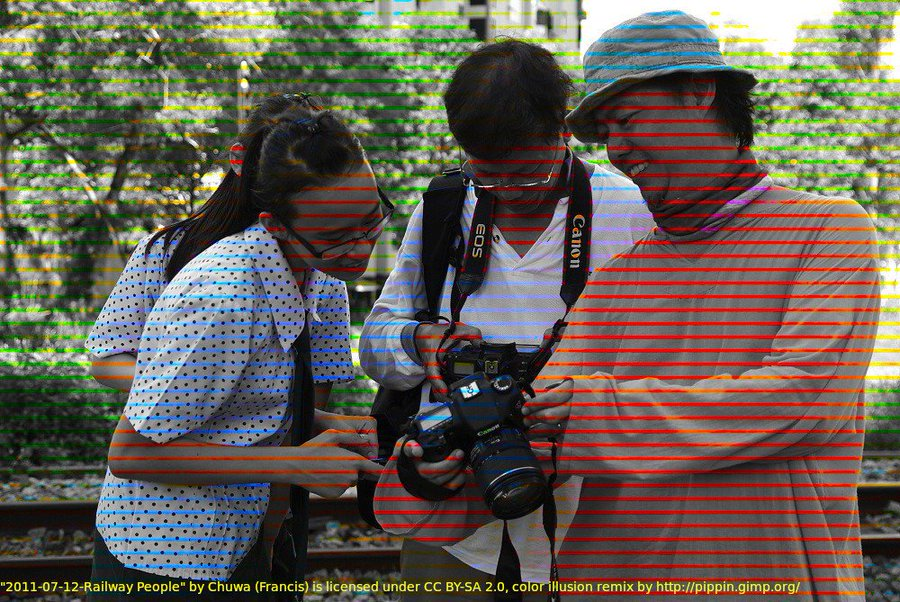 EOS
Canon
Canon
"2011-07-12-Railway People" by Chuwa (Francis) is licensed under CC BY-SA 2.0, color illusion remix by http://pippin.gimp.org/